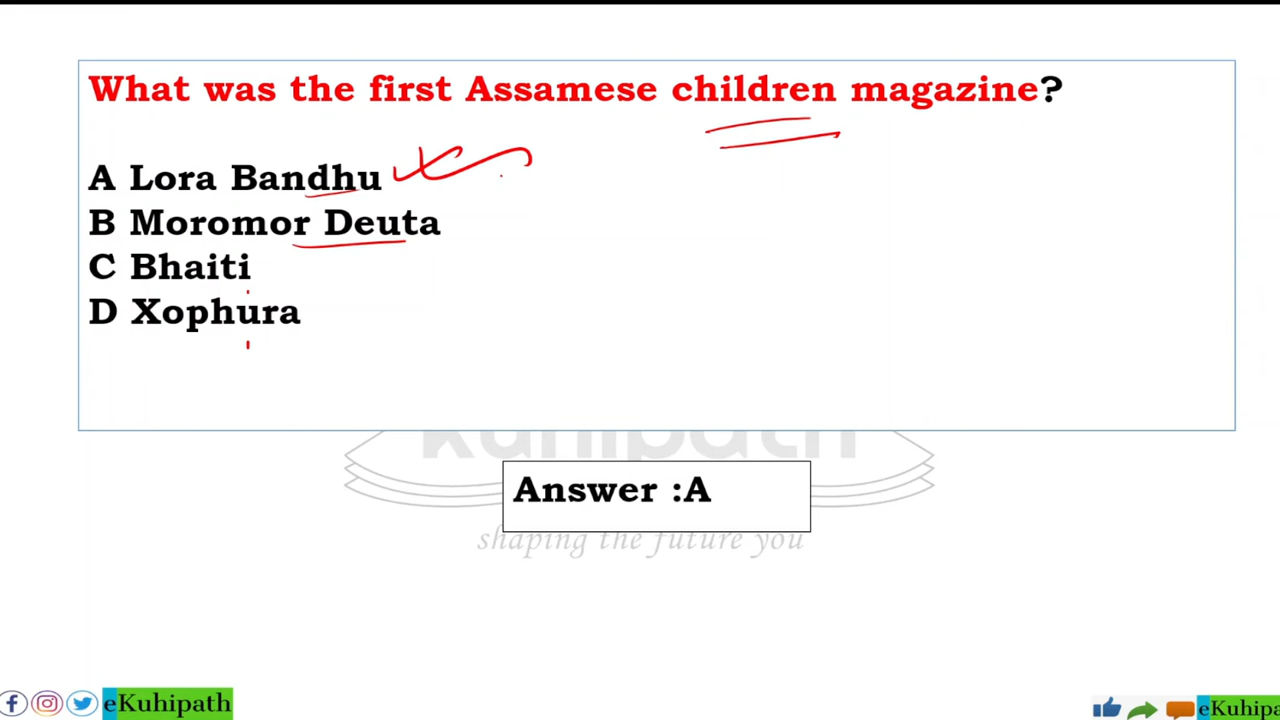 What was the first Assamese children magazine?
A Lora Bandhu
B Moromor Deuta
C Bhaiti
D Xophura
kuhipath
Answer :A
shaping the future you
eKuhipath
eKuhipa